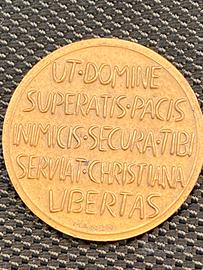 UT·DOMINE
SUPERATIS·PACIS
INIMICIS·SECURA·TIBI
SERVIAT·CHRISTIANA
LIBERTAS